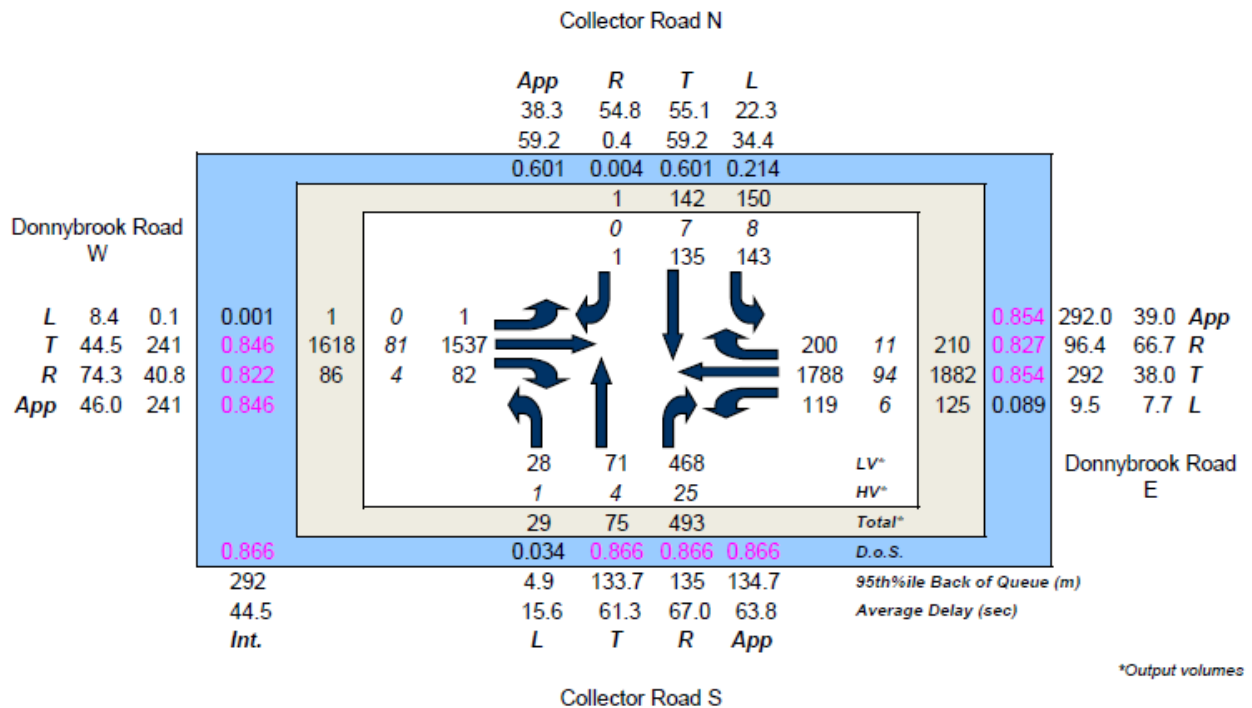 Collector Road N
App R T L
38.3 54.8 55.1 22.3
59.2 0.4 59.2 34.4
0.601 0.004 0.601 0.214
1 142 150
Donnybrook Road
W
0 7 8
1 135 143
L 8.4 0.1 0.001 1 0 1
0.854 292.0 39.0 App
T 44.5 241 0.846 1618 81 1537
200 11 210 0.827 96.4 66.7 R
R 74.3 40.8 0.822 86 4 82
1788 94 1882 0.854 292 38.0 T
App 46.0 241 0.846
119 6 125 0.089 9.5 7.7 L
28 71 468 LV*
Donnybrook Road
E
1 4 25 HV*
29 75 493 Total*
0.866 0.034 0.866 0.866 0.866 D.o.S.
292 4.9 133.7 135 134.7 95th%ile Back of Queue (m)
44.5 15.6 61.3 67.0 63.8 Average Delay (sec)
Int. L T R App
*Output volumes
Collector Road S